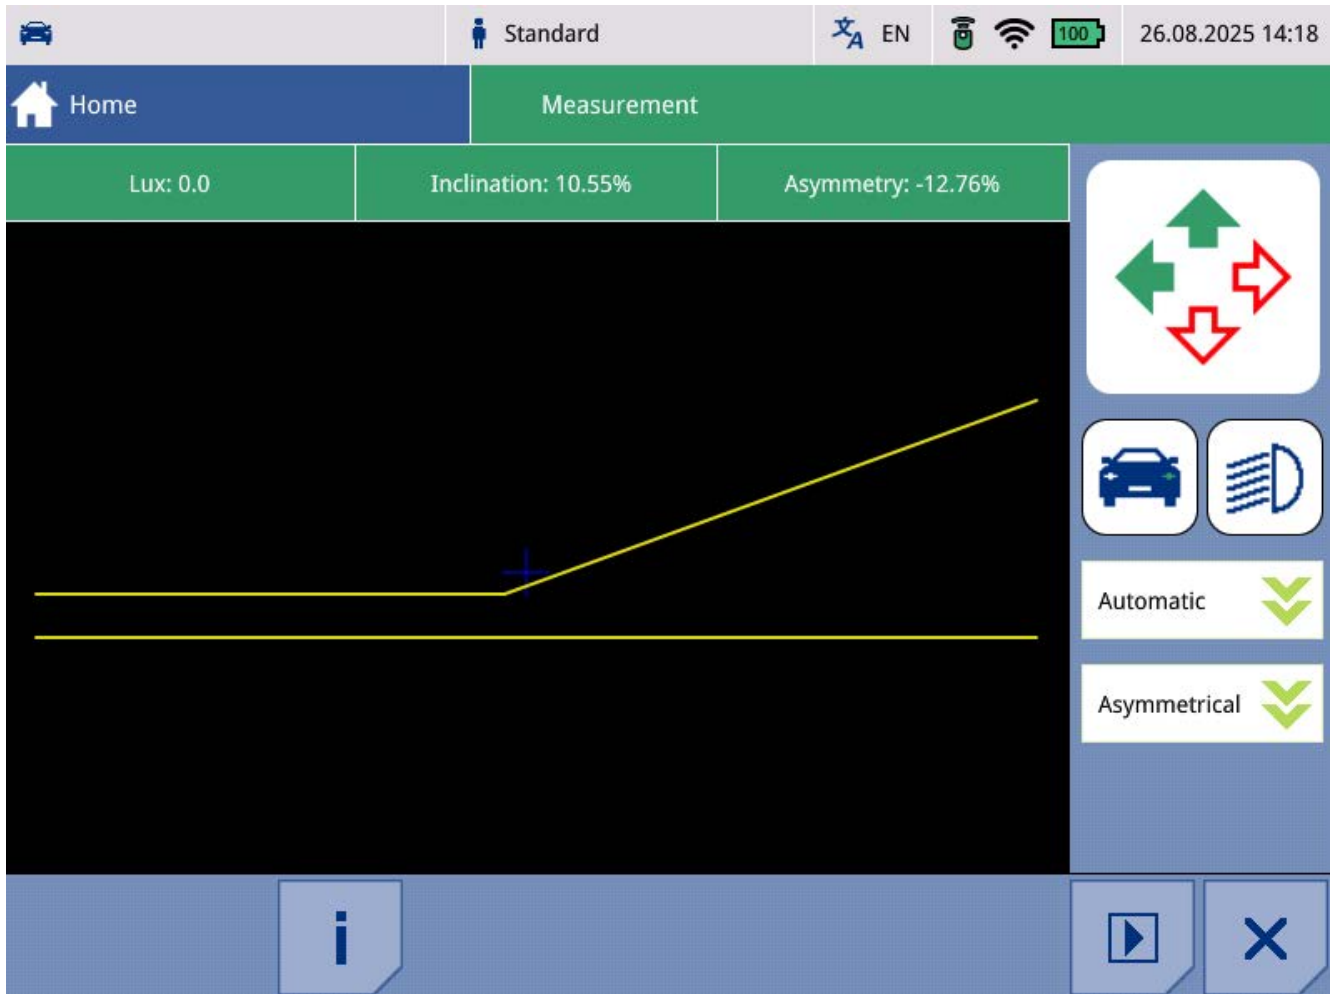 Standard
EN
100
26.08.2025 14:18
Home
Measurement
Lux: 0.0
Inclination: 10.55%
Asymmetry: -12.76%
Automatic
Asymmetrical
i